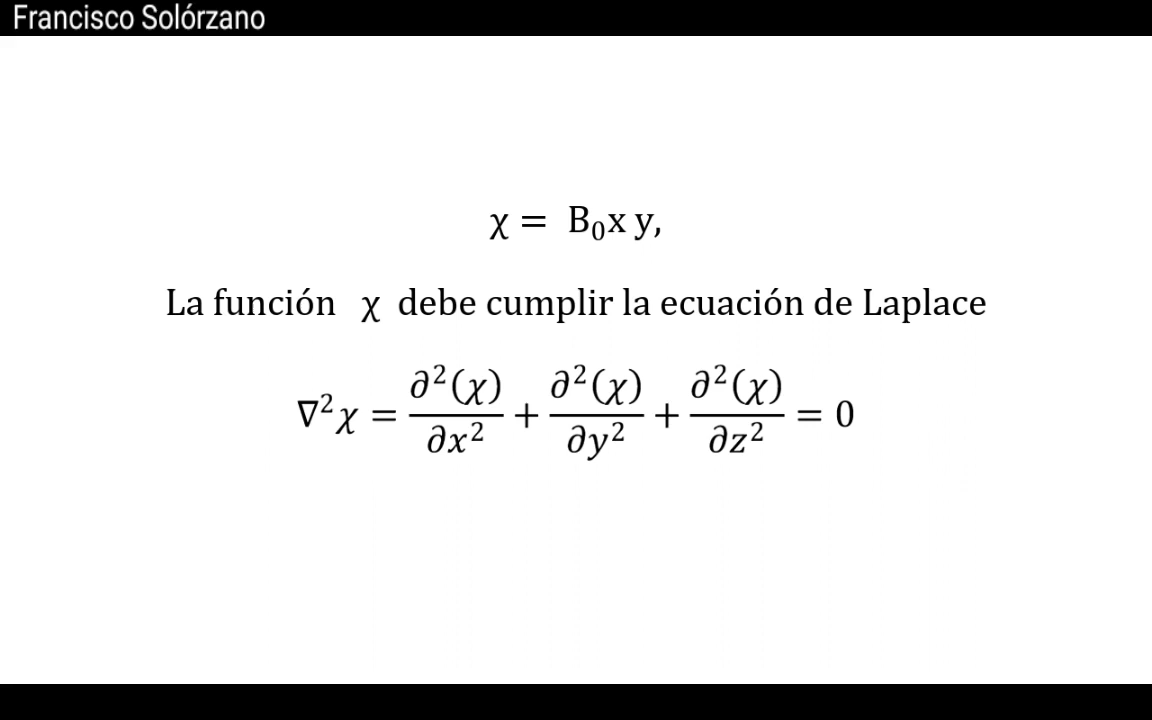 Francisco Solórzano
χ = B₀x y,
La función χ debe cumplir la ecuación de Laplace
∇²χ = ∂²(χ)/∂x² + ∂²(χ)/∂y² + ∂²(χ)/∂z² = 0